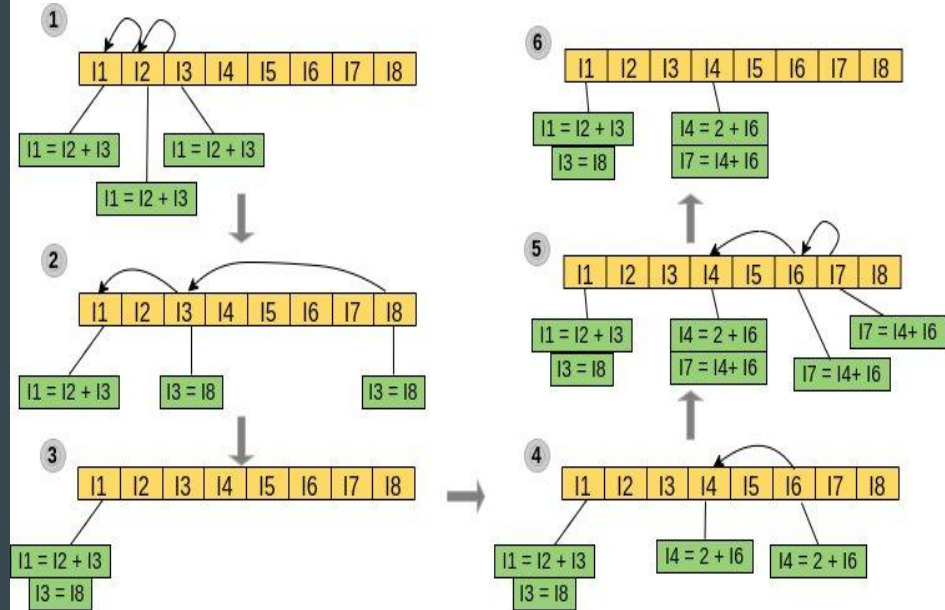 1
I1 I2 I3 I4 I5 I6 I7 I8
I1 = I2 + I3
I1 = I2 + I3
I1 = I2 + I3
2
I1 I2 I3 I4 I5 I6 I7 I8
I1 = I2 + I3
I3 = I8
I3 = I8
3
I1 I2 I3 I4 I5 I6 I7 I8
I1 = I2 + I3
I3 = I8
4
I1 I2 I3 I4 I5 I6 I7 I8
I1 = I2 + I3
I3 = I8
I4 = 2 + I6
I4 = 2 + I6
5
I1 I2 I3 I4 I5 I6 I7 I8
I1 = I2 + I3
I3 = I8
I4 = 2 + I6
I7 = I4+ I6
I7 = I4+ I6
I7 = I4+ I6
6
I1 I2 I3 I4 I5 I6 I7 I8
I1 = I2 + I3
I3 = I8
I4 = 2 + I6
I7 = I4+ I6